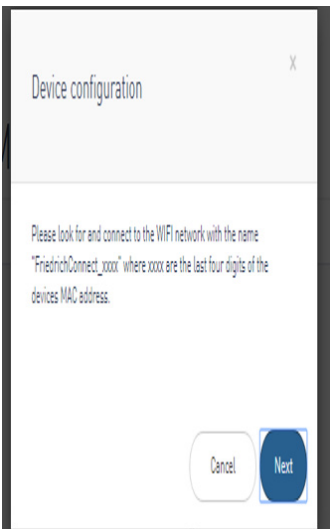 Device configuration
x
Please look for and connect to the WIFI network with the name
"FriedrichConnect_xxxx" where xxxx are the last four digits of the
devices MAC address.
Cancel
Next